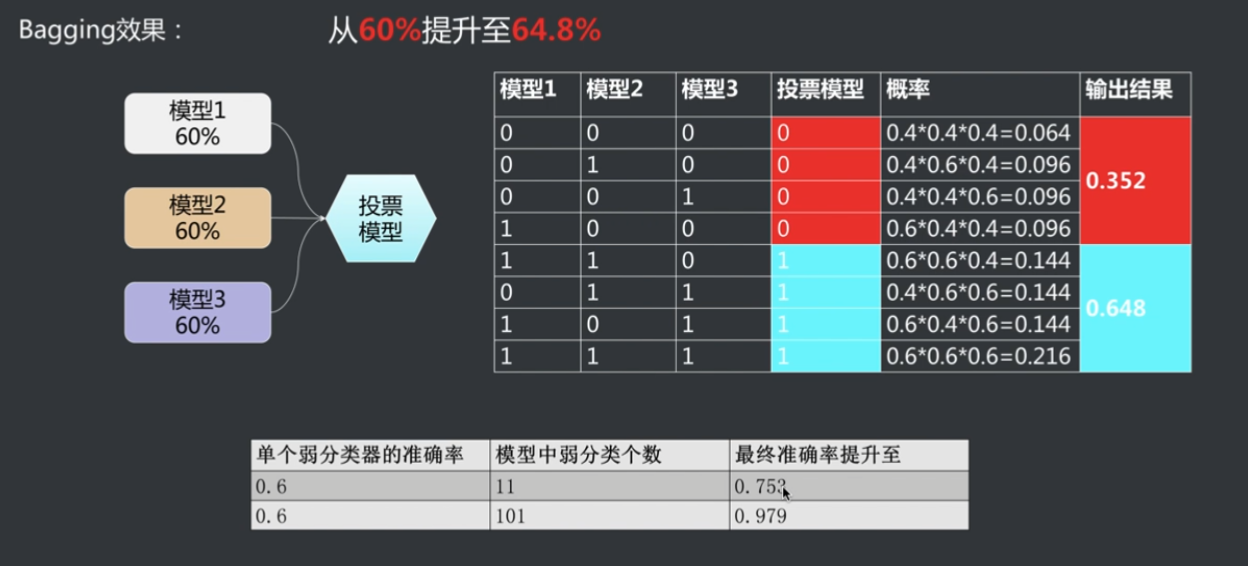 Bagging效果：
从60%提升至64.8%
模型1
60%
模型2
60%
模型3
60%
投票
模型
模型1 模型2 模型3 投票模型 概率 输出结果
0 0 0 0 0.4*0.4*0.4=0.064
0 1 0 0 0.4*0.6*0.4=0.096
0.352
0 0 1 0 0.4*0.4*0.6=0.096
1 0 0 0 0.6*0.4*0.4=0.096
1 1 0 1 0.6*0.6*0.4=0.144
0 1 1 1 0.4*0.6*0.6=0.144
0.648
1 0 1 1 0.6*0.4*0.6=0.144
1 1 1 1 0.6*0.6*0.6=0.216
单个弱分类器的准确率 模型中弱分类个数 最终准确率提升至
0.6 11 0.753
0.6 101 0.979